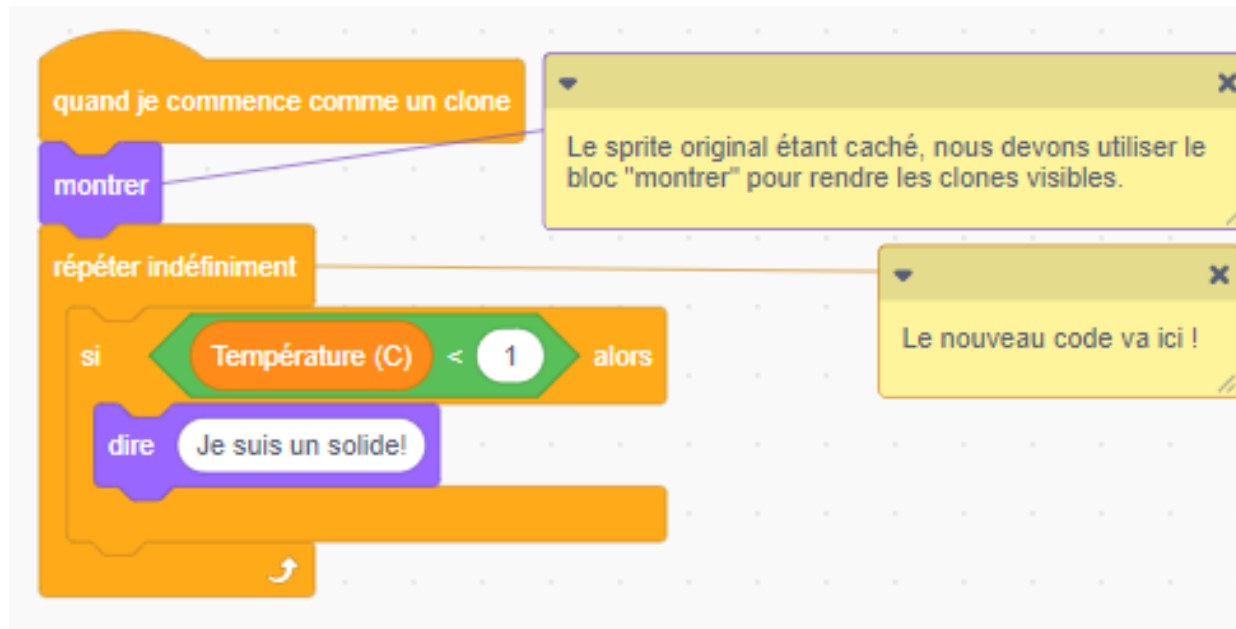 quand je commence comme un clone
Le sprite original étant caché, nous devons utiliser le
bloc "montrer" pour rendre les clones visibles.
montrer
répéter indéfiniment
Le nouveau code va ici !
si Température (C) < 1 alors
dire Je suis un solide!